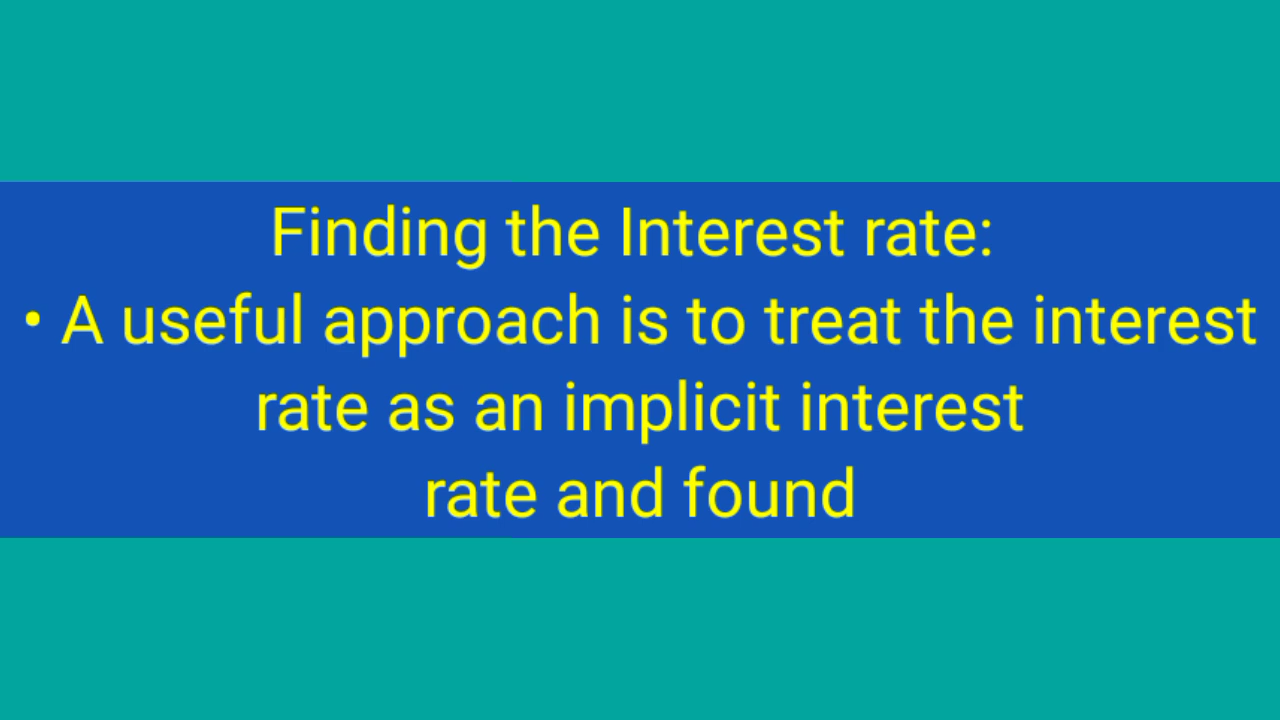 Finding the Interest rate:
• A useful approach is to treat the interest
rate as an implicit interest
rate and found